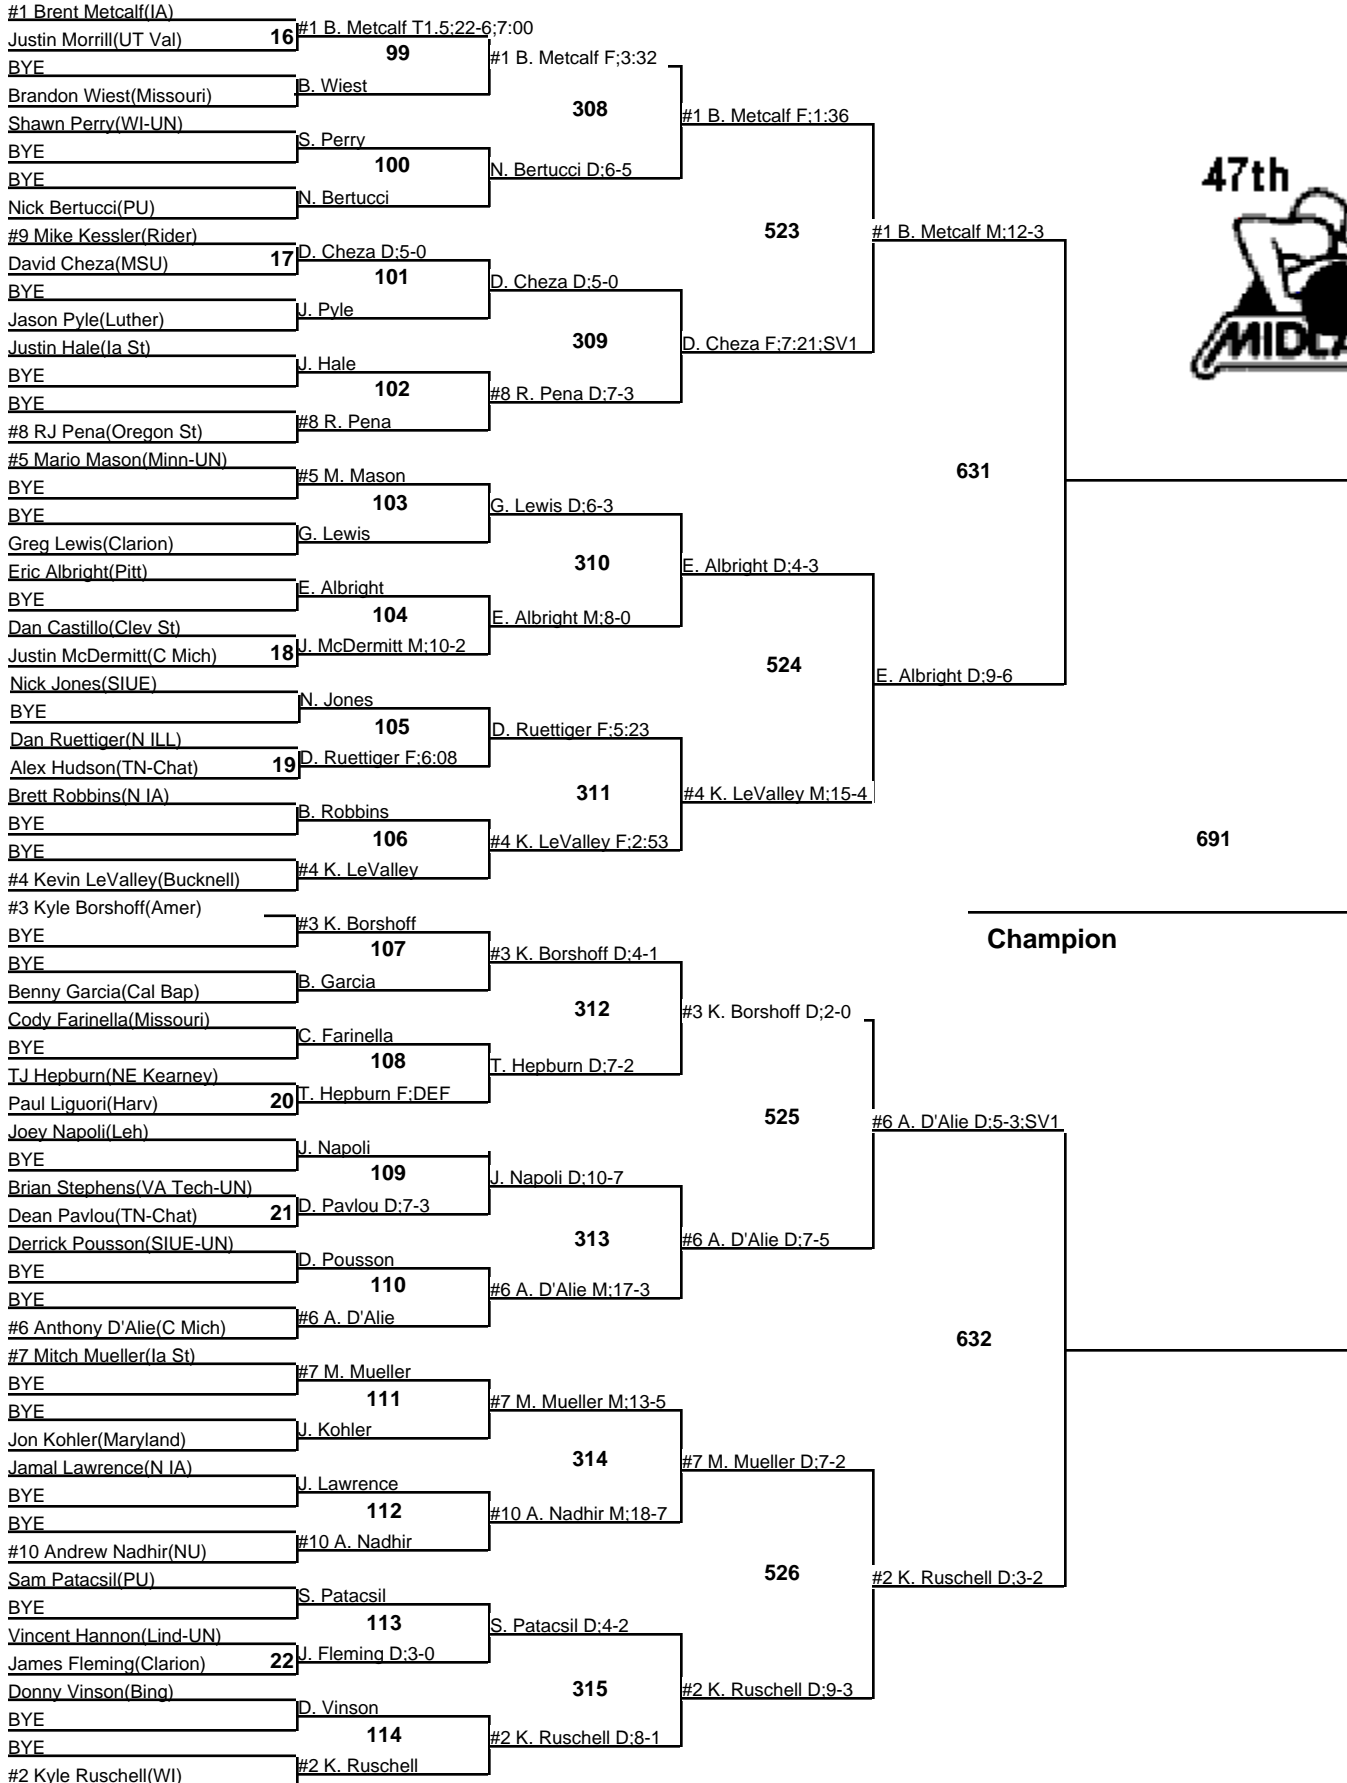 #1 Brent Metcalf(IA)
Justin Morrill(UT Val) 16
#1 B. Metcalf T1.5;22-6;7:00
BYE
99
#1 B. Metcalf F;3:32
Brandon Wiest(Missouri)
B. Wiest
308
#1 B. Metcalf F;1:36
Shawn Perry(WI-UN)
S. Perry
BYE
100
N. Bertucci D;6-5
BYE
Nick Bertucci(PU)
N. Bertucci
47th
523
#1 B. Metcalf M;12-3
#9 Mike Kessler(Rider)
David Cheza(MSU) 17
D. Cheza D;5-0
BYE
101
D. Cheza D;5-0
Jason Pyle(Luther)
J. Pyle
309
D. Cheza F;7:21;SV1
Justin Hale(Ia St)
J. Hale
BYE
102
#8 R. Pena D;7-3
BYE
#8 RJ Pena(Oregon St)
#8 R. Pena
631
#5 Mario Mason(Minn-UN)
#5 M. Mason
BYE
103
G. Lewis D;6-3
BYE
Greg Lewis(Clarion)
G. Lewis
310
E. Albright D;4-3
Eric Albright(Pitt)
E. Albright
BYE
104
E. Albright M;8-0
Dan Castillo(Clev St)
Justin McDermitt(C Mich) 18
J. McDermitt M;10-2
524
E. Albright D;9-6
Nick Jones(SIUE)
N. Jones
BYE
105
D. Ruettiger F;5:23
Dan Ruettiger(N ILL)
Alex Hudson(TN-Chat) 19
D. Ruettiger F;6:08
311
#4 K. LeValley M;15-4
Brett Robbins(N IA)
B. Robbins
BYE
106
#4 K. LeValley F;2:53
BYE
#4 Kevin LeValley(Bucknell)
#4 K. LeValley
691
#3 Kyle Borshoff(Amer)
#3 K. Borshoff
BYE
107
#3 K. Borshoff D;4-1
Champion
BYE
Benny Garcia(Cal Bap)
B. Garcia
312
#3 K. Borshoff D;2-0
Cody Farinella(Missouri)
C. Farinella
BYE
108
T. Hepburn D;7-2
TJ Hepburn(NE Kearney)
Paul Liguori(Harv) 20
T. Hepburn F;DEF
525
#6 A. D'Alie D;5-3;SV1
Joey Napoli(Leh)
J. Napoli
BYE
109
J. Napoli D;10-7
Brian Stephens(VA Tech-UN)
Dean Pavlou(TN-Chat) 21
D. Pavlou D;7-3
313
#6 A. D'Alie D;7-5
Derrick Pousson(SIUE-UN)
D. Pousson
BYE
110
#6 A. D'Alie M;17-3
BYE
#6 Anthony D'Alie(C Mich)
#6 A. D'Alie
632
#7 Mitch Mueller(Ia St)
#7 M. Mueller
BYE
111
#7 M. Mueller M;13-5
BYE
Jon Kohler(Maryland)
J. Kohler
314
#7 M. Mueller D;7-2
Jamal Lawrence(N IA)
J. Lawrence
BYE
112
#10 A. Nadhir M;18-7
BYE
#10 Andrew Nadhir(NU)
#10 A. Nadhir
526
#2 K. Ruschell D;3-2
Sam Patacsil(PU)
S. Patacsil
BYE
113
S. Patacsil D;4-2
Vincent Hannon(Lind-UN)
James Fleming(Clarion) 22
J. Fleming D;3-0
315
#2 K. Ruschell D;9-3
Donny Vinson(Bing)
D. Vinson
BYE
114
#2 K. Ruschell D;8-1
BYE
#2 Kyle Ruschell(WI)
#2 K. Ruschell